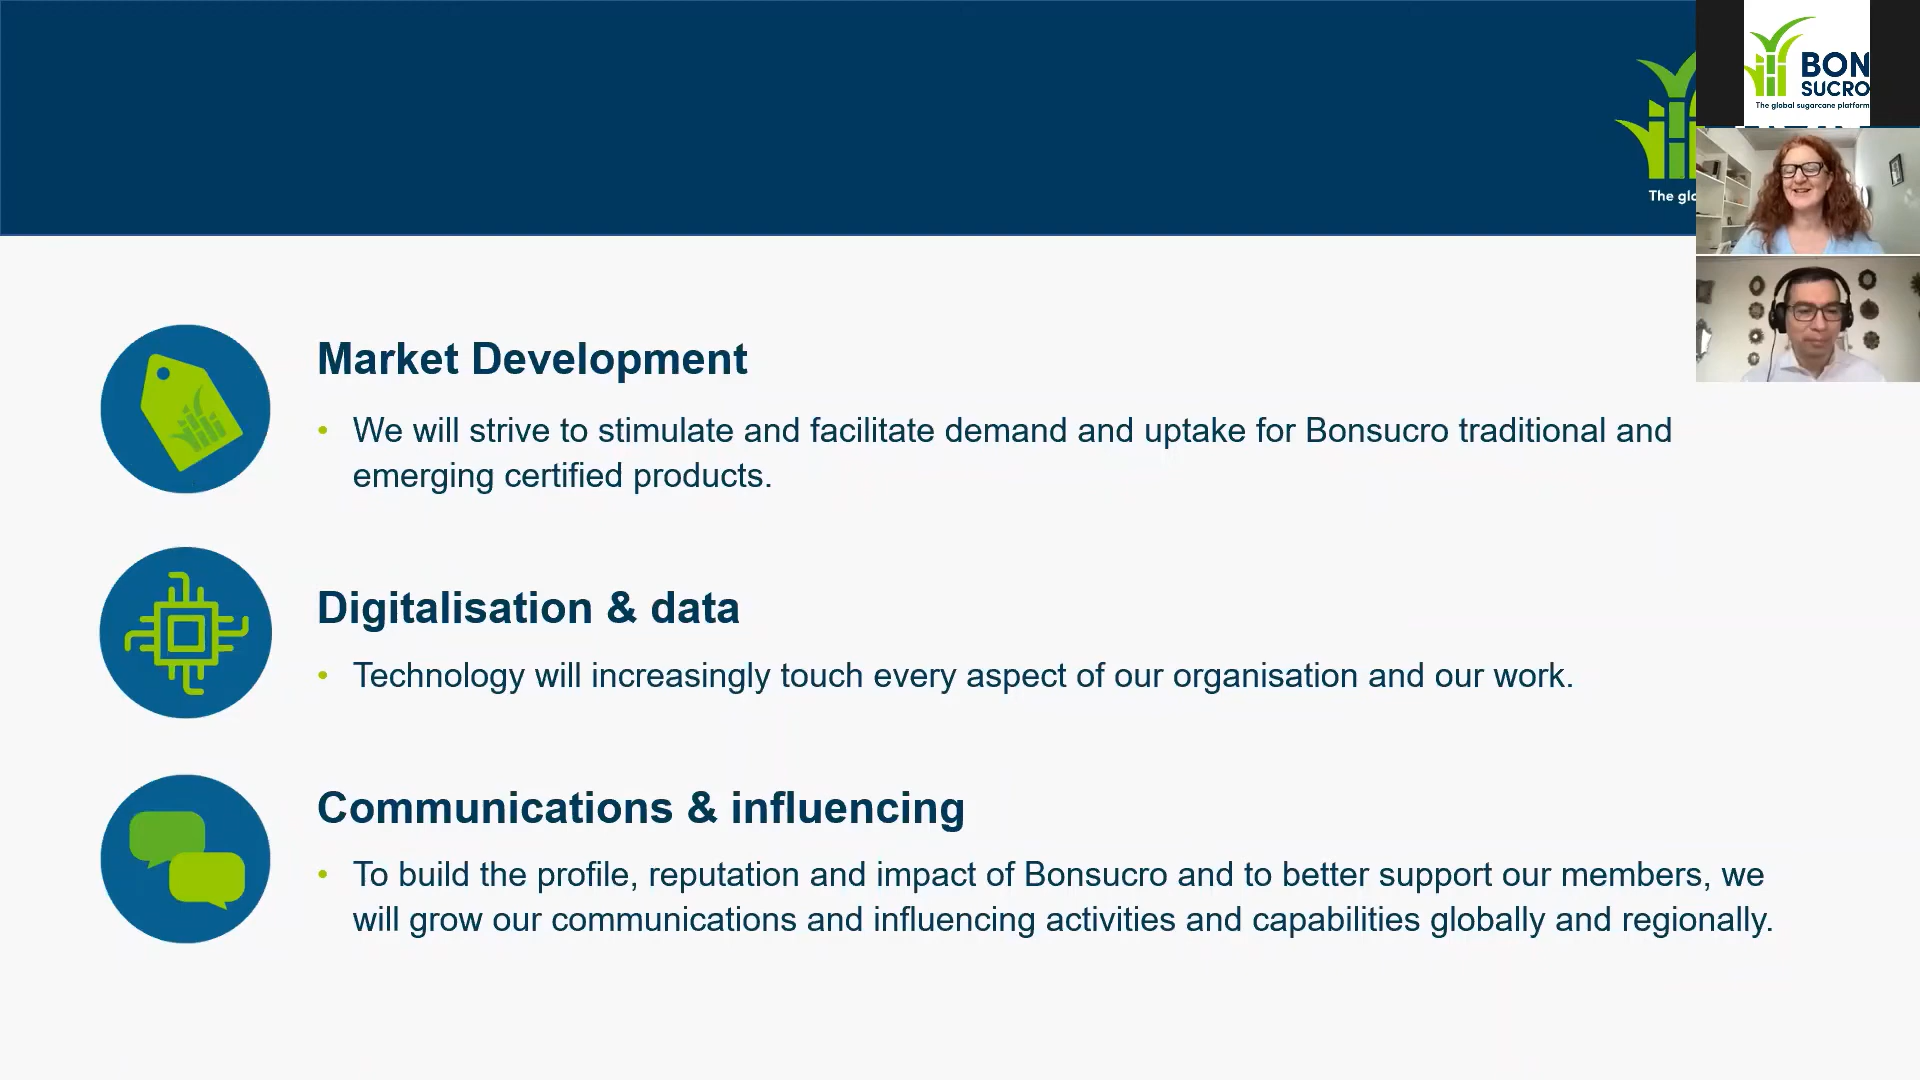 The glo
BON
SUCRO
The global sugarcane platform
Market Development
• We will strive to stimulate and facilitate demand and uptake for Bonsucro traditional and
emerging certified products.
Digitalisation & data
• Technology will increasingly touch every aspect of our organisation and our work.
Communications & influencing
• To build the profile, reputation and impact of Bonsucro and to better support our members, we
will grow our communications and influencing activities and capabilities globally and regionally.